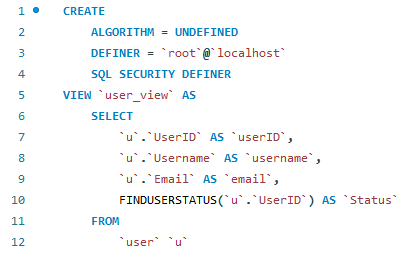 1 CREATE
2 ALGORITHM = UNDEFINED
3 DEFINER = `root`@`localhost`
4 SQL SECURITY DEFINER
5 VIEW `user_view` AS
6 SELECT
7 `u`.`UserID` AS `userID`,
8 `u`.`Username` AS `username`,
9 `u`.`Email` AS `email`,
10 FINDUSERSTATUS(`u`.`UserID`) AS `Status`
11 FROM
12 `user` `u`